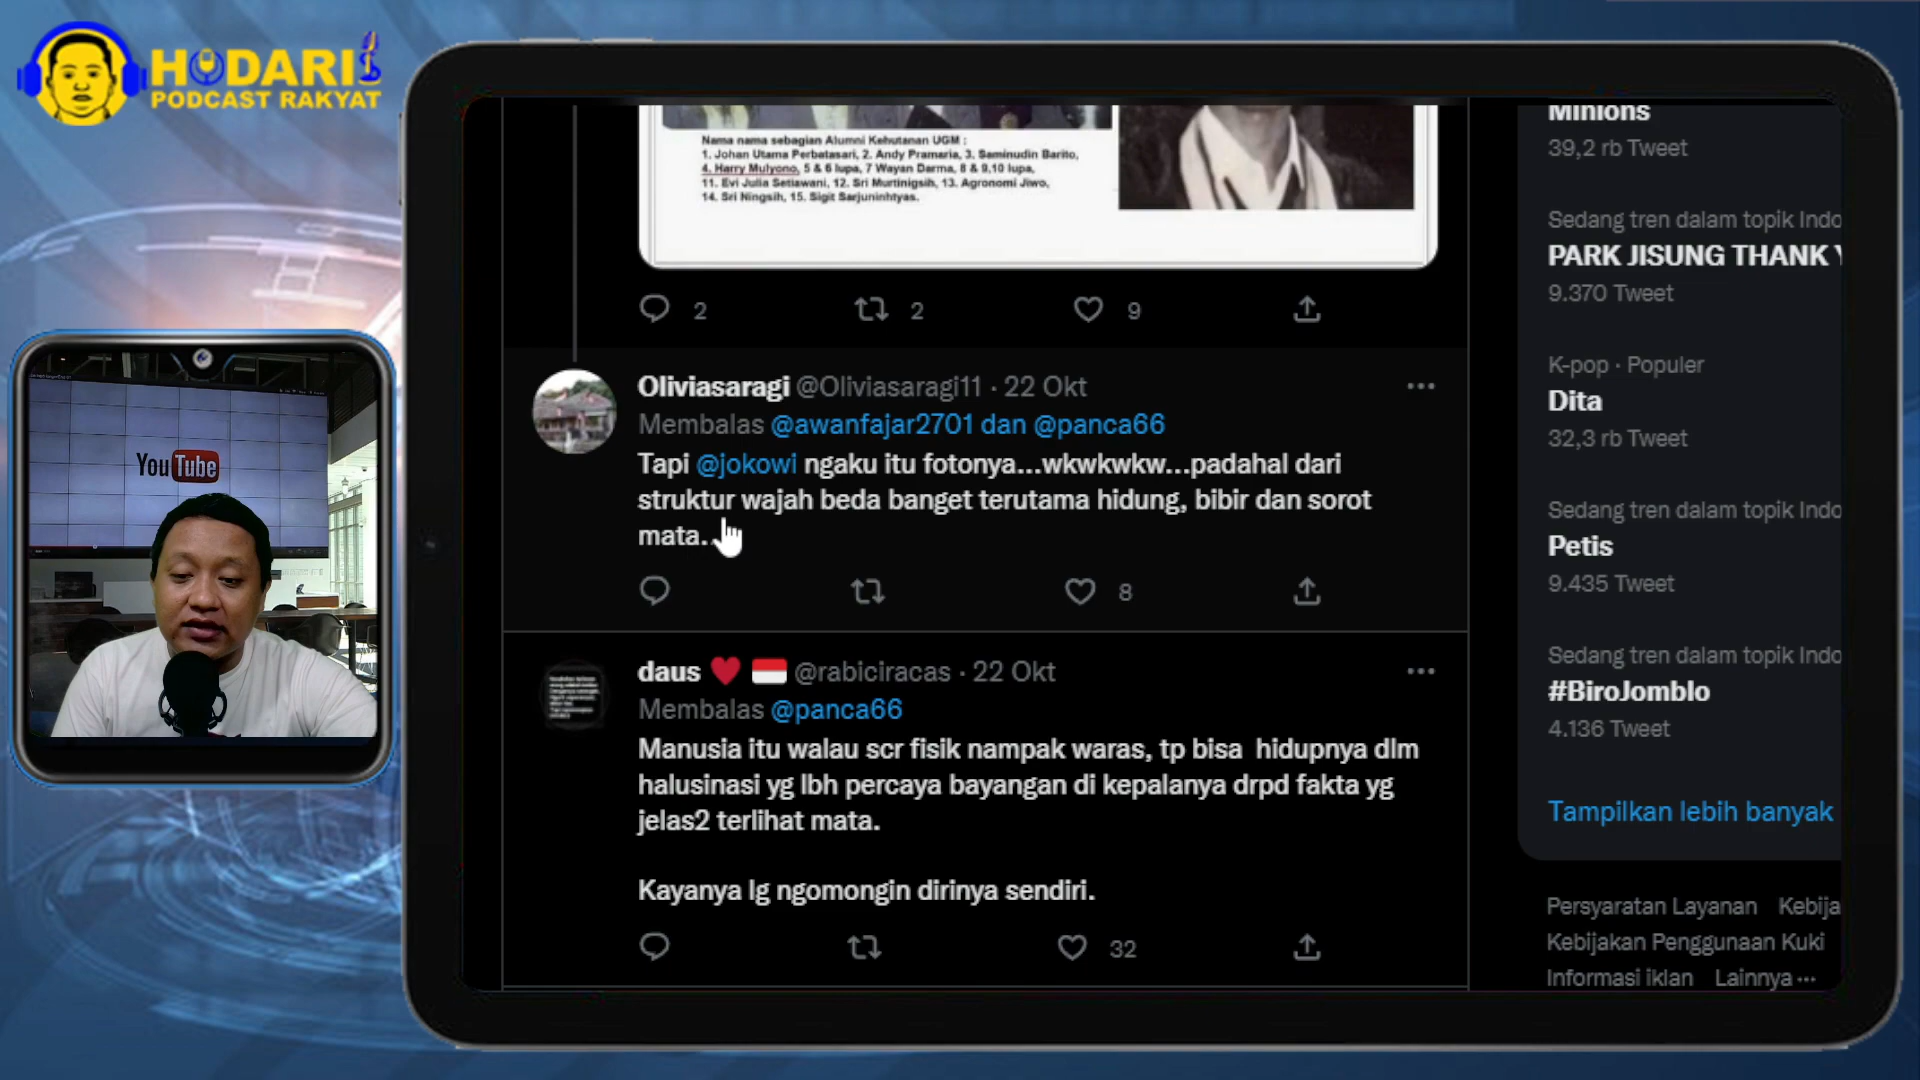 HODARI
PODCAST RAKYAT
YouTube
Nama nama sebagian Alumni Kehutanan UGM :
1. Johan Utama Perbatasari, 2. Andy Pramaria, 3. Saminudin Barito,
4. Harry Mulyono, 5 & 6 lupa, 7 Wayan Darma, 8 & 9,10 lupa,
11. Evi Julia Setiawani, 12. Sri Murtinigsih, 13. Agronomi Jiwo,
14. Sri Ningsih, 15. Sigit Sarjuninhtyas.
2 2 9
Oliviasaragi @Oliviasaragi11 · 22 Okt
Membalas @awanfajar2701 dan @panca66
Tapi @jokowi ngaku itu fotonya...wkwkwkw...padahal dari
struktur wajah beda banget terutama hidung, bibir dan sorot
mata..
8
daus @rabiciracas · 22 Okt
Membalas @panca66
Manusia itu walau scr fisik nampak waras, tp bisa hidupnya dlm
halusinasi yg lbh percaya bayangan di kepalanya drpd fakta yg
jelas2 terlihat mata.
Kayanya lg ngomongin dirinya sendiri.
32
Minions
39,2 rb Tweet
Sedang tren dalam topik Indo
PARK JISUNG THANK Y
9.370 Tweet
K-pop · Populer
Dita
32,3 rb Tweet
Sedang tren dalam topik Indo
Petis
9.435 Tweet
Sedang tren dalam topik Indo
#BiroJomblo
4.136 Tweet
Tampilkan lebih banyak
Persyaratan Layanan Kebija
Kebijakan Penggunaan Kuki
Informasi iklan Lainnya ···